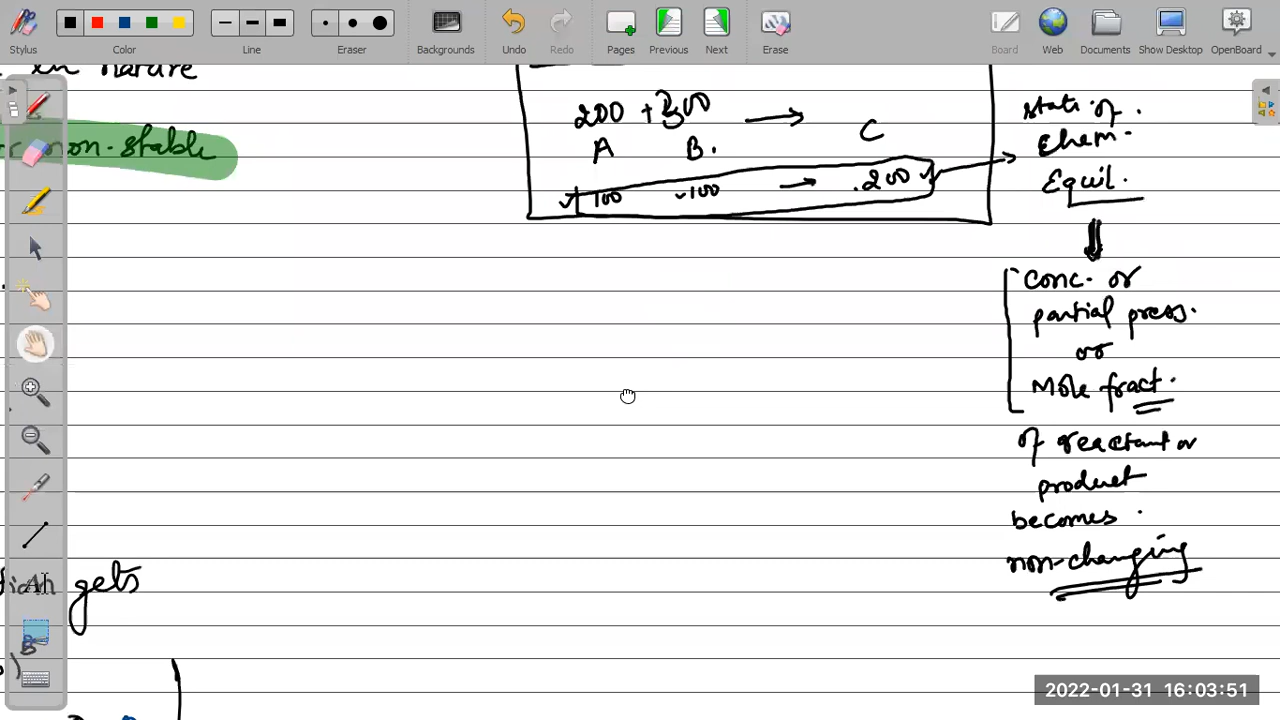 Stylus
Color
Line
Eraser
Backgrounds
Undo
Redo
Pages
Previous
Next
Erase
Board
Web
Documents
Show Desktop
OpenBoard
in nature
non-stable
200 + 300 →
A B. C
100 100 → 200
state of
Chem.
Equil.
Conc. or
partial press.
or
Mole fract.
of reactant or
product
becomes
non-changing
gets
2022-01-31 16:03:51